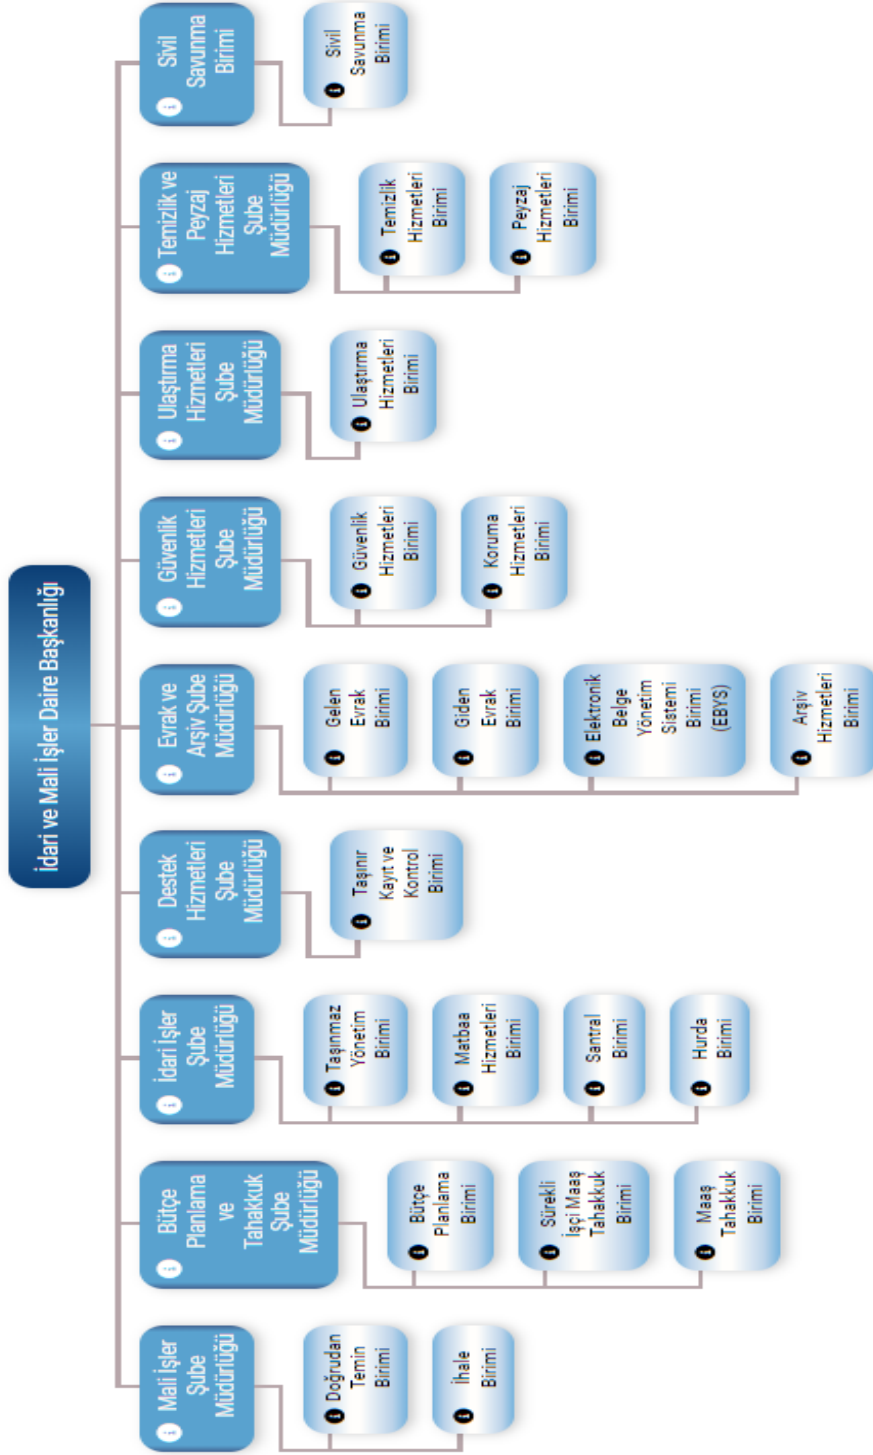 İdari ve Mali İşler Daire Başkanlığı
Mali İşler
Şube
Müdürlüğü
Doğrudan
Temin
Birimi
İhale
Birimi
Bütçe
Planlama
ve
Tahakkuk
Şube
Müdürlüğü
Bütçe
Planlama
Birimi
Sürekli
İşçi Maaş
Tahakkuk
Birimi
Maaş
Tahakkuk
Birimi
İdari İşler
Şube
Müdürlüğü
Taşınmaz
Yönetim
Birimi
Matbaa
Hizmetleri
Birimi
Santral
Birimi
Hurda
Birimi
Destek
Hizmetleri
Şube
Müdürlüğü
Taşınır
Kayıt ve
Kontrol
Birimi
Evrak ve
Arşiv Şube
Müdürlüğü
Gelen
Evrak
Birimi
Giden
Evrak
Birimi
Elektronik
Belge
Yönetim
Sistemi
Birimi
(EBYS)
Arşiv
Hizmetleri
Birimi
Güvenlik
Hizmetleri
Şube
Müdürlüğü
Güvenlik
Hizmetleri
Birimi
Koruma
Hizmetleri
Birimi
Ulaştırma
Hizmetleri
Şube
Müdürlüğü
Ulaştırma
Hizmetleri
Birimi
Temizlik ve
Peyzaj
Hizmetleri
Şube
Müdürlüğü
Temizlik
Hizmetleri
Birimi
Peyzaj
Hizmetleri
Birimi
Sivil
Savunma
Birimi
Sivil
Savunma
Birimi